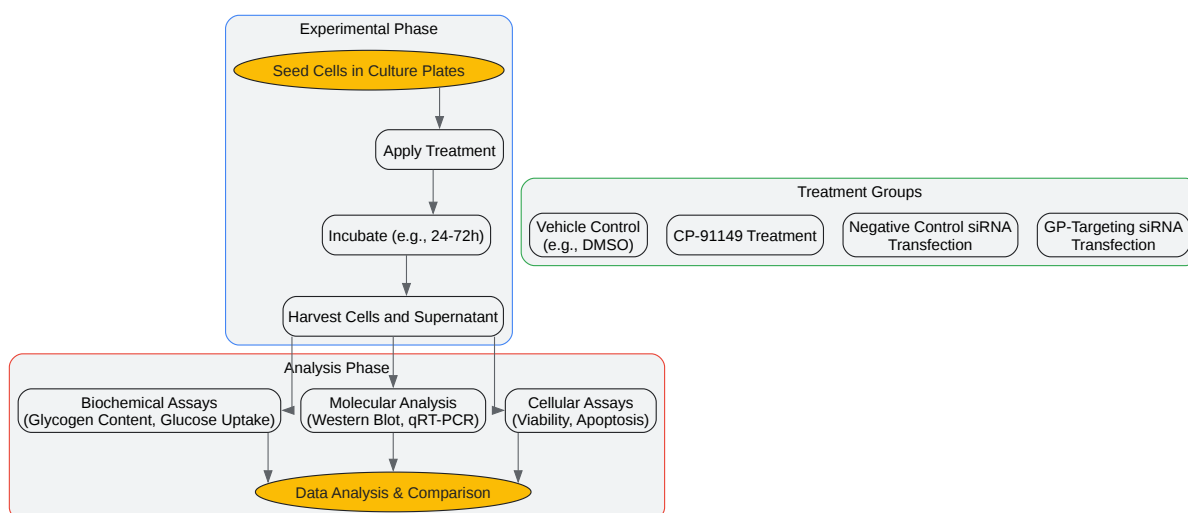 Experimental Phase
Seed Cells in Culture Plates
Apply Treatment
Incubate (e.g., 24-72h)
Harvest Cells and Supernatant
Treatment Groups
Vehicle Control
(e.g., DMSO)
CP-91149 Treatment
Negative Control siRNA
Transfection
GP-Targeting siRNA
Transfection
Analysis Phase
Biochemical Assays
(Glycogen Content, Glucose Uptake)
Molecular Analysis
(Western Blot, qRT-PCR)
Cellular Assays
(Viability, Apoptosis)
Data Analysis & Comparison